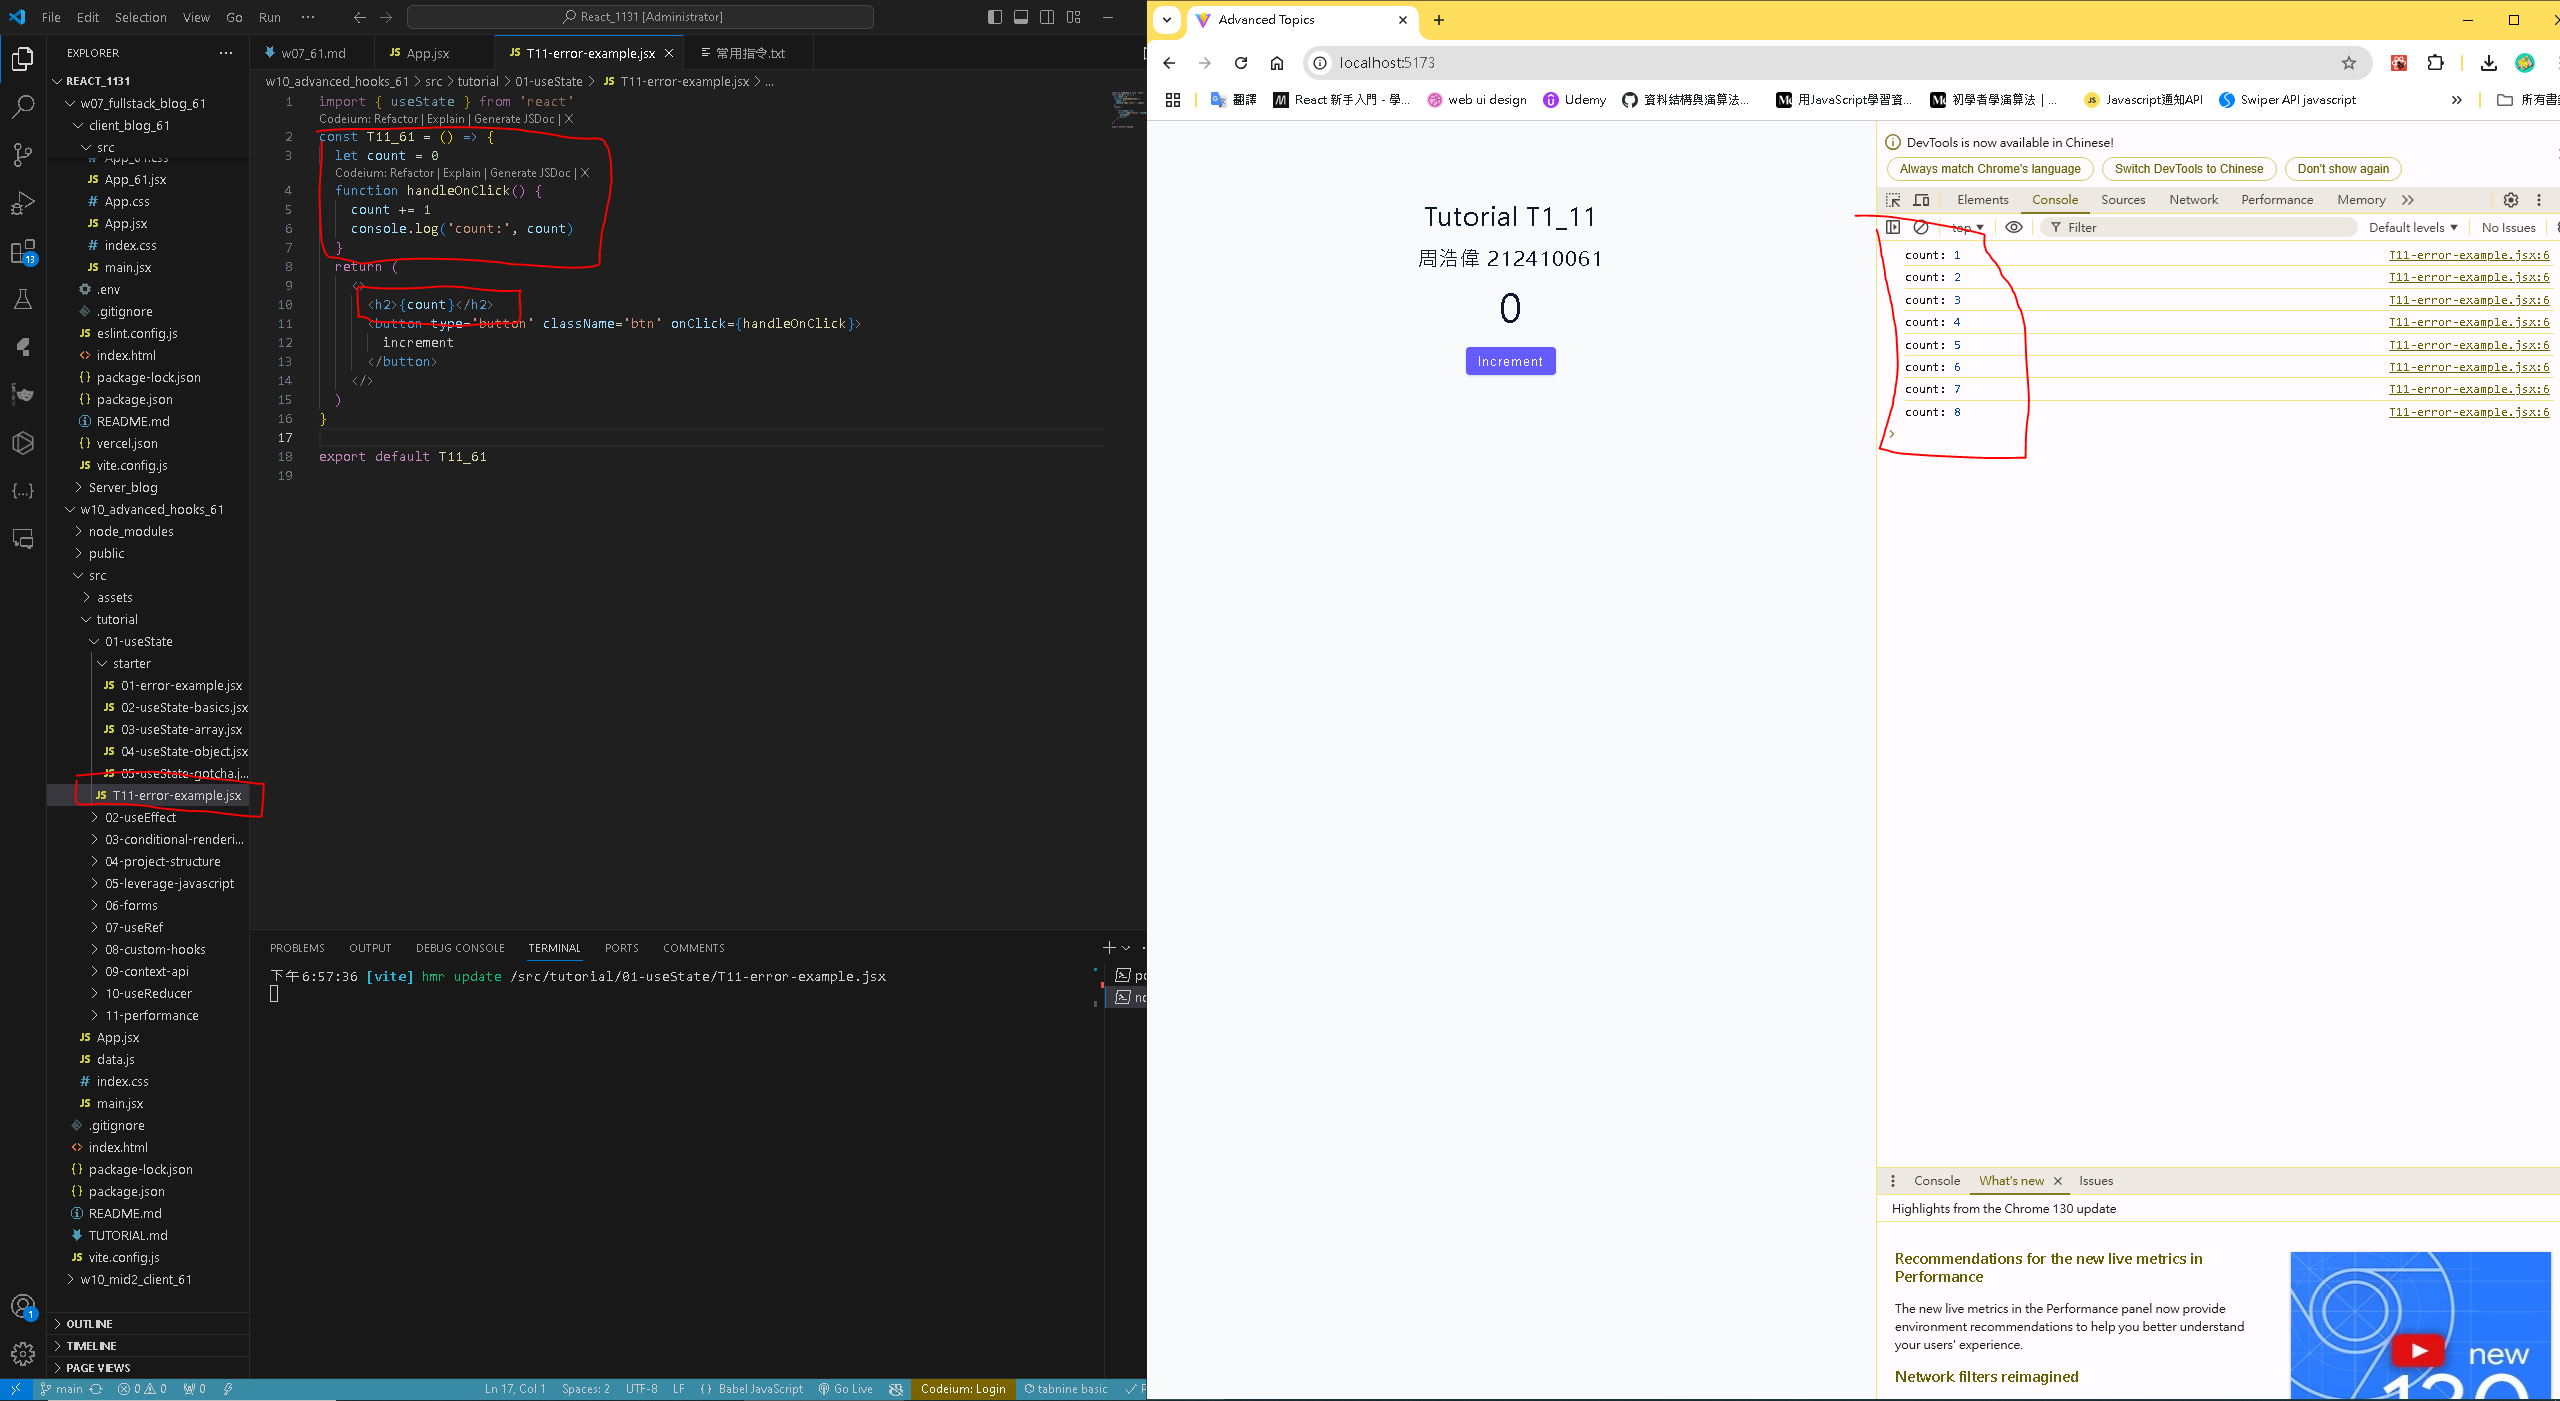 File Edit Selection View Go Run ··· React_1131 [Administrator]
EXPLORER ···
REACT_1131
w07_fullstack_blog_61
client_blog_61
src
App_61.css
App_61.jsx
App.css
App.jsx
index.css
main.jsx
.env
.gitignore
eslint.config.js
index.html
package-lock.json
package.json
README.md
vercel.json
vite.config.js
Server_blog
w10_advanced_hooks_61
node_modules
public
src
assets
tutorial
01-useState
starter
01-error-example.jsx
02-useState-basics.jsx
03-useState-array.jsx
04-useState-object.jsx
05-useState-gotcha.j...
T11-error-example.jsx
02-useEffect
03-conditional-renderi...
04-project-structure
05-leverage-javascript
06-forms
07-useRef
08-custom-hooks
09-context-api
10-useReducer
11-performance
App.jsx
data.js
index.css
main.jsx
.gitignore
index.html
package-lock.json
package.json
README.md
TUTORIAL.md
vite.config.js
w10_mid2_client_61
OUTLINE
TIMELINE
PAGE VIEWS
13
1
w07_61.md App.jsx T11-error-example.jsx 常用指令.txt
w10_advanced_hooks_61 > src > tutorial > 01-useState > T11-error-example.jsx > ...
1 import { useState } from 'react'
Codeium: Refactor | Explain | Generate JSDoc | X
2 const T11_61 = () => {
3 let count = 0
Codeium: Refactor | Explain | Generate JSDoc | X
4 function handleOnClick() {
5 count += 1
6 console.log('count:', count)
7 }
8 return (
9 <>
10 <h2>{count}</h2>
11 <button type='button' className='btn' onClick={handleOnClick}>
12 increment
13 </button>
14 </>
15 )
16 }
17
18 export default T11_61
19
PROBLEMS OUTPUT DEBUG CONSOLE TERMINAL PORTS COMMENTS
下午6:57:36 [vite] hmr update /src/tutorial/01-useState/T11-error-example.jsx
main 0 0 0 Ln 17, Col 1 Spaces: 2 UTF-8 LF {} Babel JavaScript Go Live Codeium: Login tabnine basic
Advanced Topics
localhost:5173
翻譯 React 新手入門 - 學... web ui design Udemy 資料結構與演算法... 用JavaScript學習資... 初學者學演算法 | ... Javascript通知API Swiper API javascript
Tutorial T1_11
周浩偉 212410061
0
Increment
DevTools is now available in Chinese!
Always match Chrome's language Switch DevTools to Chinese Don't show again
Elements Console Sources Network Performance Memory
top Filter Default levels No Issues
count: 1 T11-error-example.jsx:6
count: 2 T11-error-example.jsx:6
count: 3 T11-error-example.jsx:6
count: 4 T11-error-example.jsx:6
count: 5 T11-error-example.jsx:6
count: 6 T11-error-example.jsx:6
count: 7 T11-error-example.jsx:6
count: 8 T11-error-example.jsx:6
Console What's new Issues
Highlights from the Chrome 130 update
Recommendations for the new live metrics in
Performance
The new live metrics in the Performance panel now provide
environment recommendations to help you better understand
your users' experience.
Network filters reimagined
new
130